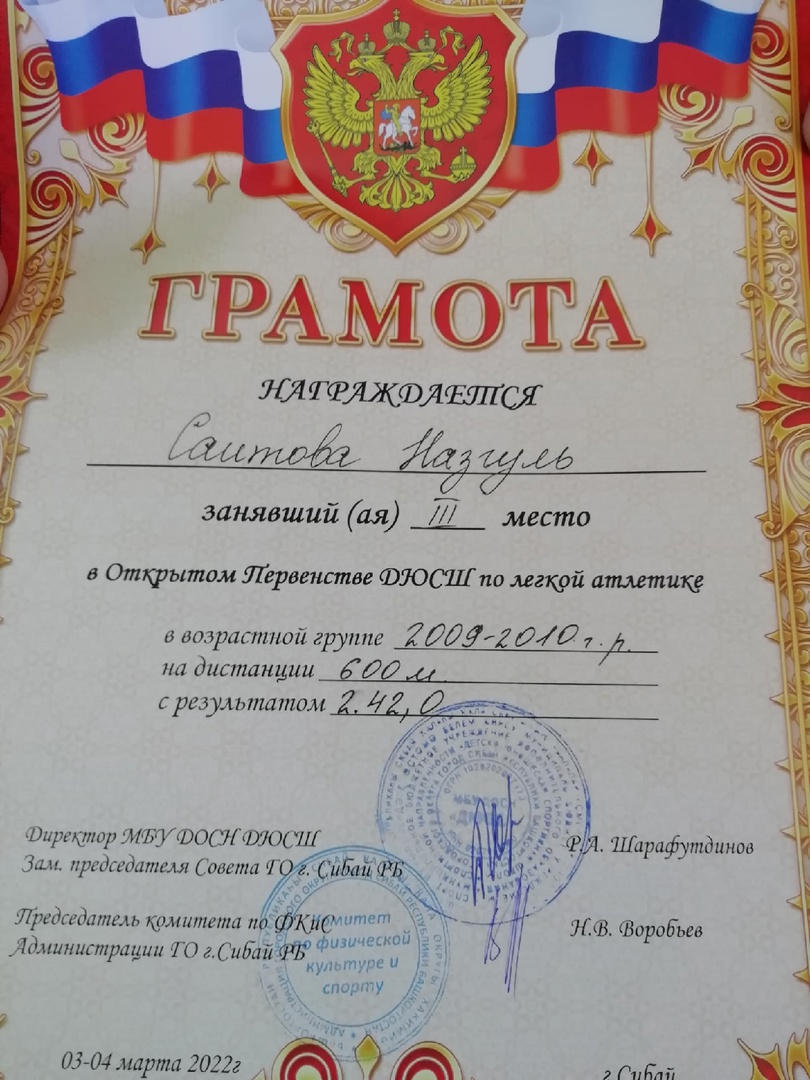 ГРАМОТА
НАГРАЖДАЕТСЯ
Саитова Назгуль
занявший (ая) III место
в Открытом Первенстве ДЮСШ по легкой атлетике
в возрастной группе 2009-2010 г.р.
на дистанции 600 м
с результатом 2.42,0
Директор МБУ ДОСН ДЮСШ
Зам. председателя Совета ГО г. Сибай РБ
Р.А. Шарафутдинов
Председатель комитета по ФКиС
Администрации ГО г.Сибай РБ
Н.В. Воробьев
Комитет
по физической
культуре и
спорту
03-04 марта 2022г
г.Сибай